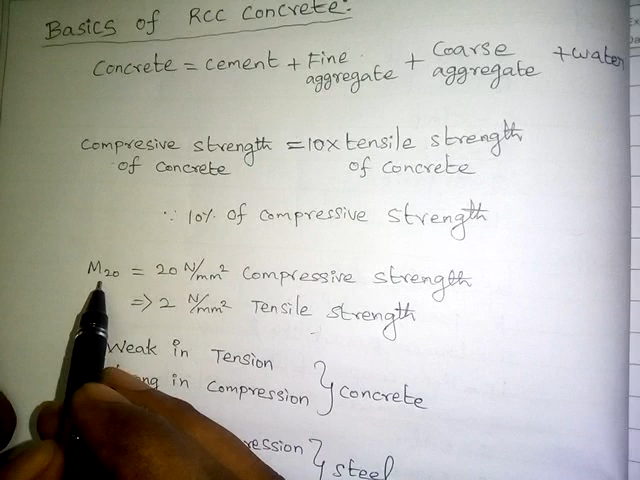 Basics of RCC Concrete:
Concrete = cement + Fine aggregate + Coarse aggregate + water
Compresive strength of concrete = 10 x tensile strength of concrete
∵ 10% of compressive strength
M20 = 20 N/mm² compressive strength
=> 2 N/mm² Tensile strength
Weak in Tension
in compression } concrete
} steel